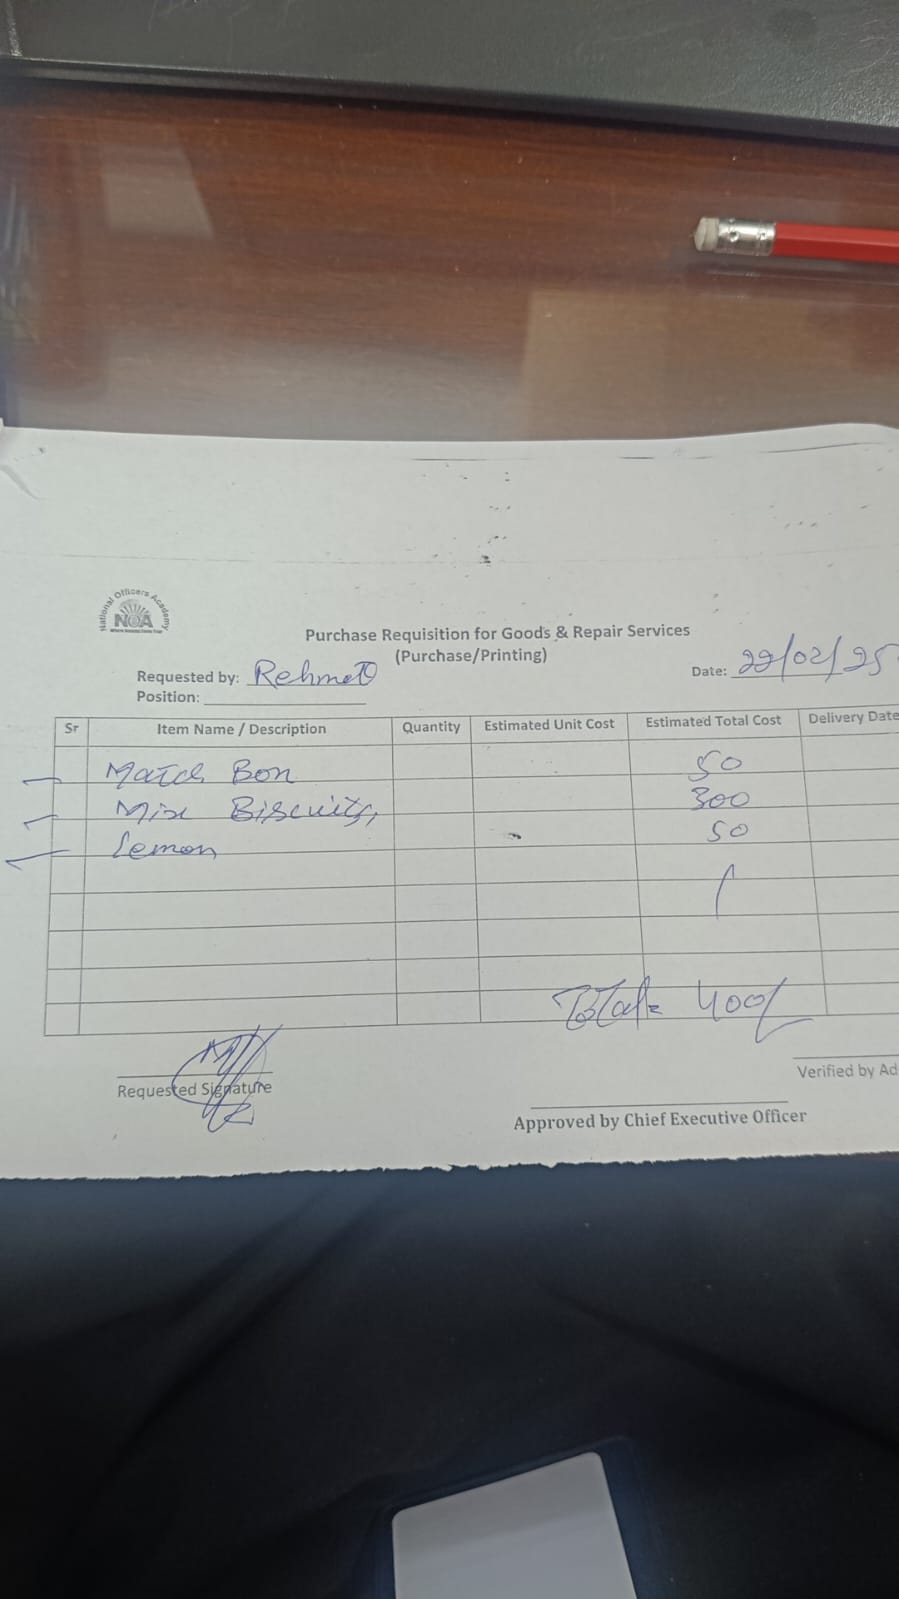 National Officers Academy
NOA
Purchase Requisition for Goods & Repair Services
(Purchase/Printing)
Requested by: Rehmat
Date: 22/02/25
Position:
Sr Item Name / Description Quantity Estimated Unit Cost Estimated Total Cost Delivery Date
Match Box 50
Mix Biscuits, 300
Lemon 50
Total= 400/
Requested Signature
Verified by Ad
Approved by Chief Executive Officer